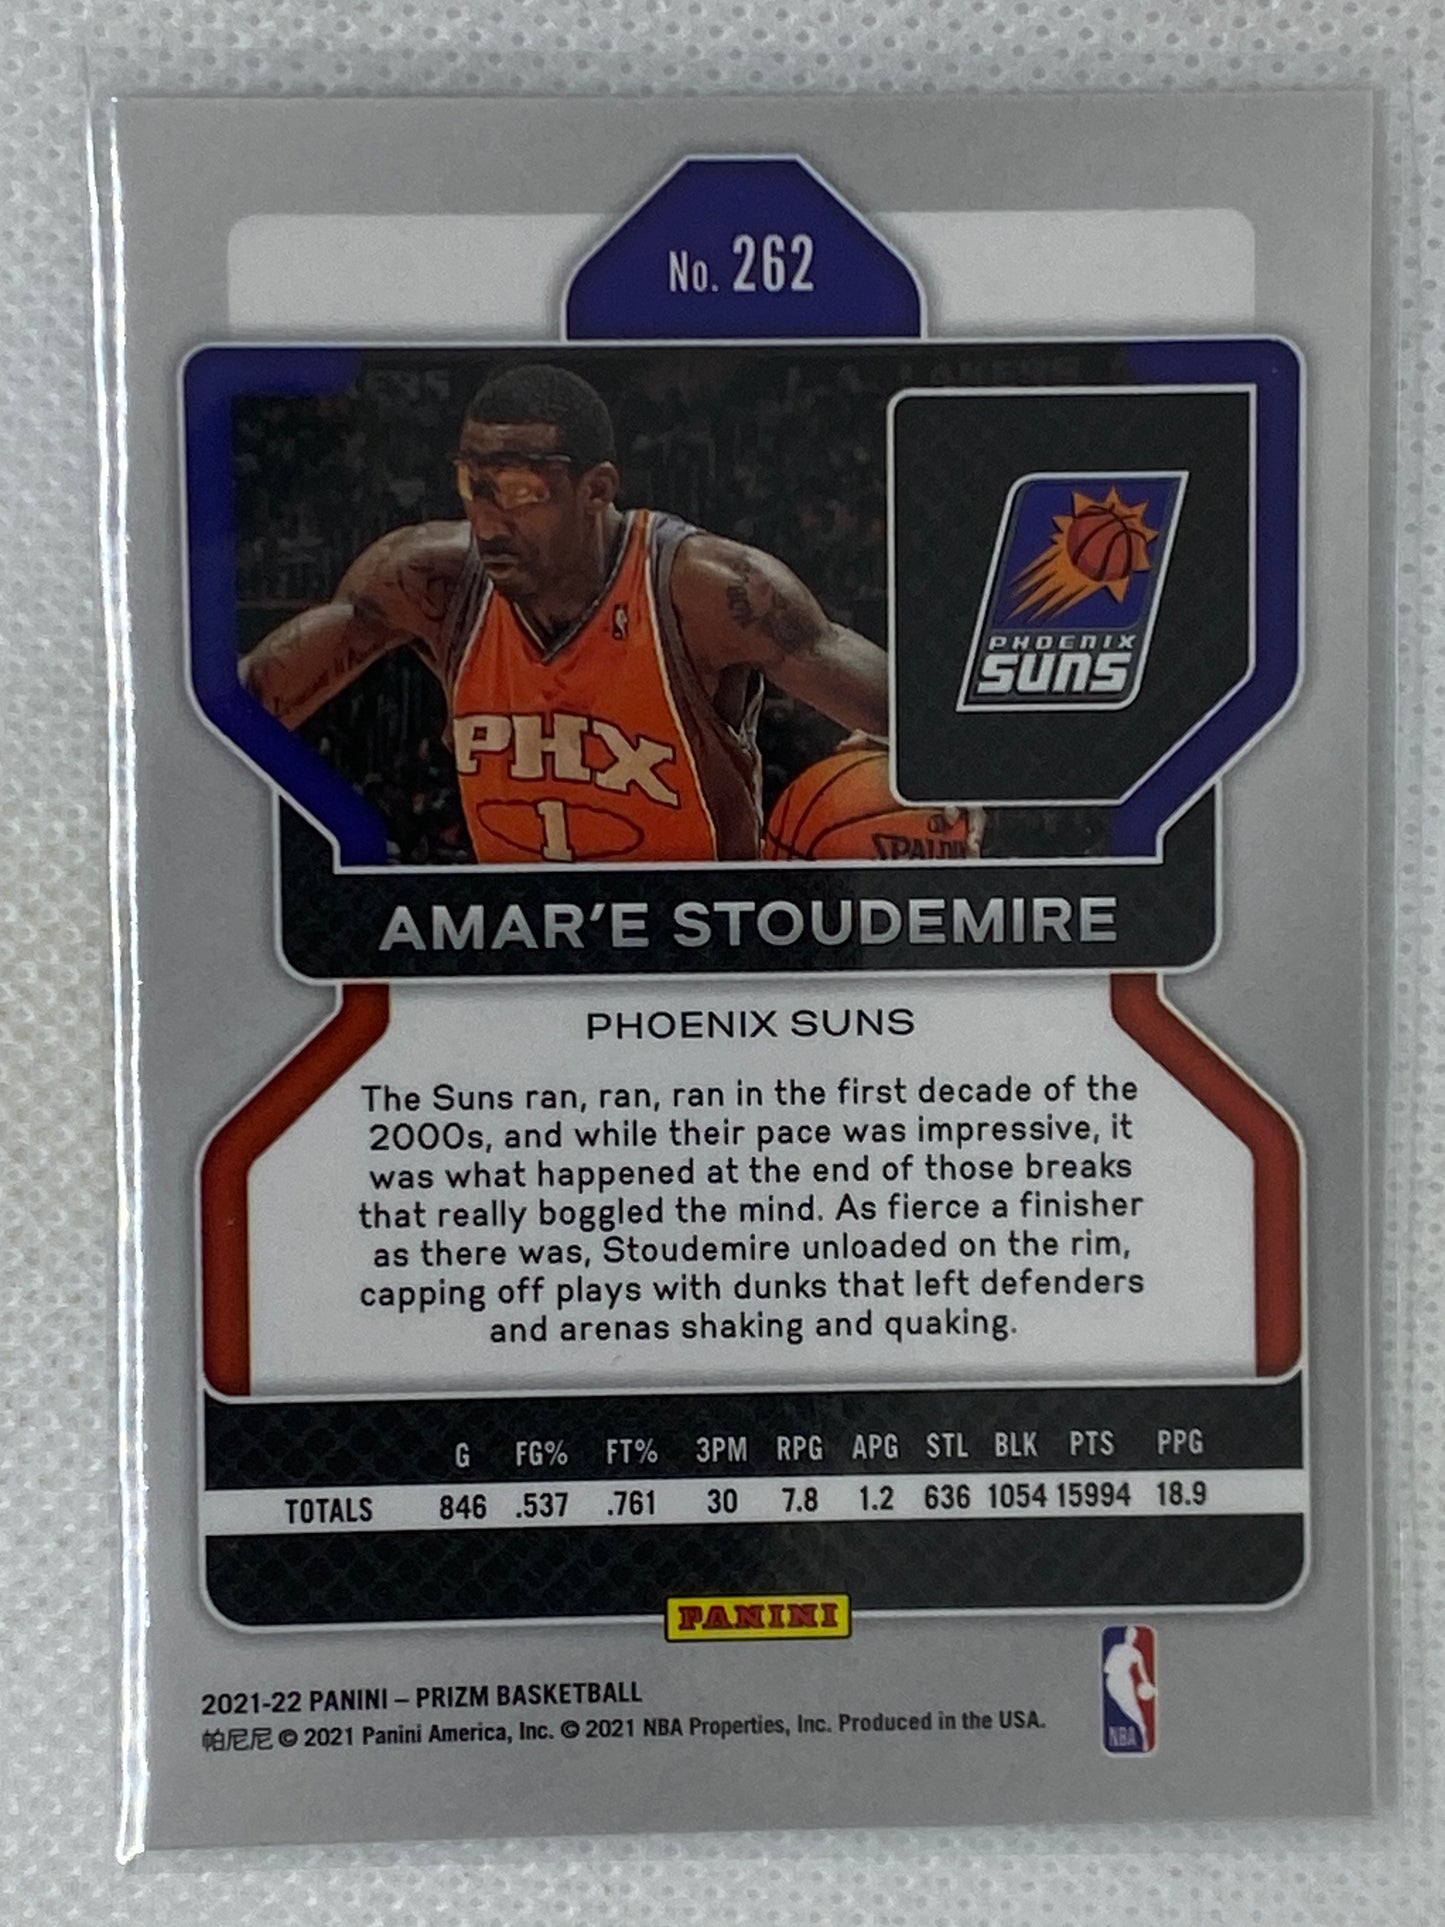 No. 262
L.A. LAKERS
PHX
1
SPALDING
PHOENIX
SUNS
AMAR'E STOUDEMIRE
PHOENIX SUNS
The Suns ran, ran, ran in the first decade of the
2000s, and while their pace was impressive, it
was what happened at the end of those breaks
that really boggled the mind. As fierce a finisher
as there was, Stoudemire unloaded on the rim,
capping off plays with dunks that left defenders
and arenas shaking and quaking.
G FG% FT% 3PM RPG APG STL BLK PTS PPG
TOTALS 846 .537 .761 30 7.8 1.2 636 1054 15994 18.9
PANINI
2021-22 PANINI – PRIZM BASKETBALL
帕尼尼 © 2021 Panini America, Inc. © 2021 NBA Properties, Inc. Produced in the USA.
NBA